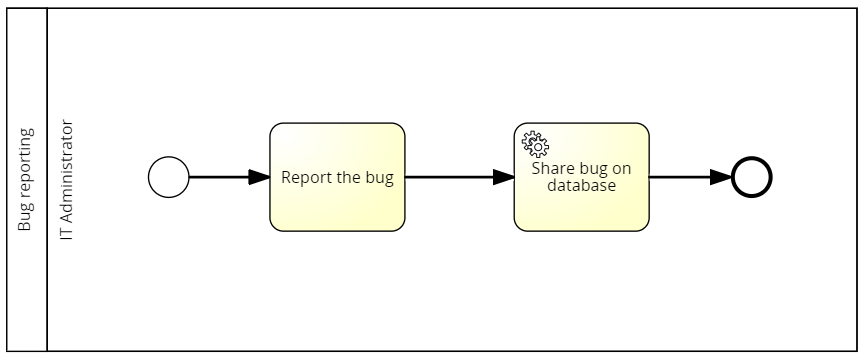 Bug reporting
IT Administrator
Report the bug
Share bug on
database